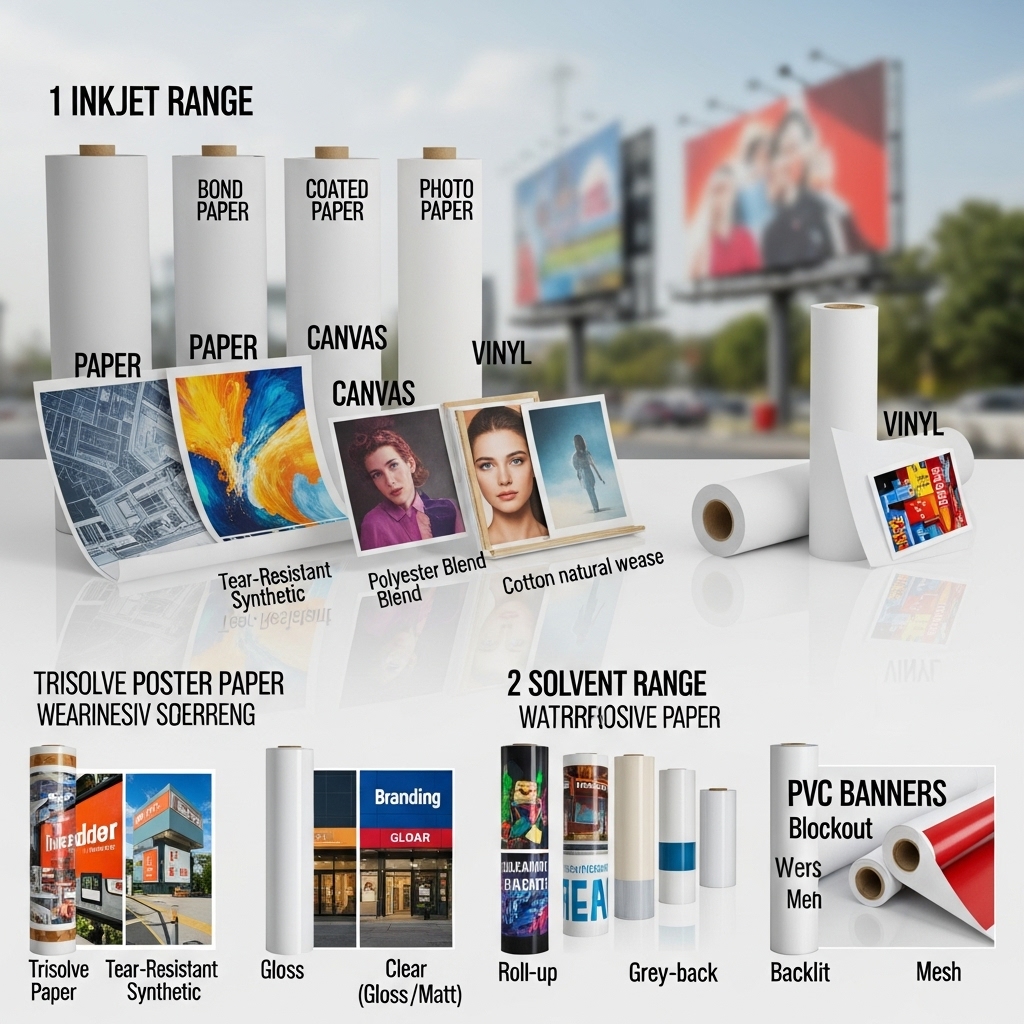 1 INKJET RANGE
BOND
PAPER
COATED
PAPER
PHOTO
PAPER
PAPER
PAPER
CANVAS
CANVAS
VINYL
VINYL
Tear-Resistant
Synthetic
Polyester Blend
Blend
Cotton natural wease
TRISOLVE POSTER PAPER
WEARINESIV SOERRENG
2 SOLVENT RANGE
PAPER
Branding
GLOAR
PVC BANNERS
Blockout
Wers
Meh
Trisolve
Paper
Tear-Resistant
Synthetic
Gloss
Clear
(Gloss/Matt)
Roll-up
Grey-back
Backlit
Mesh